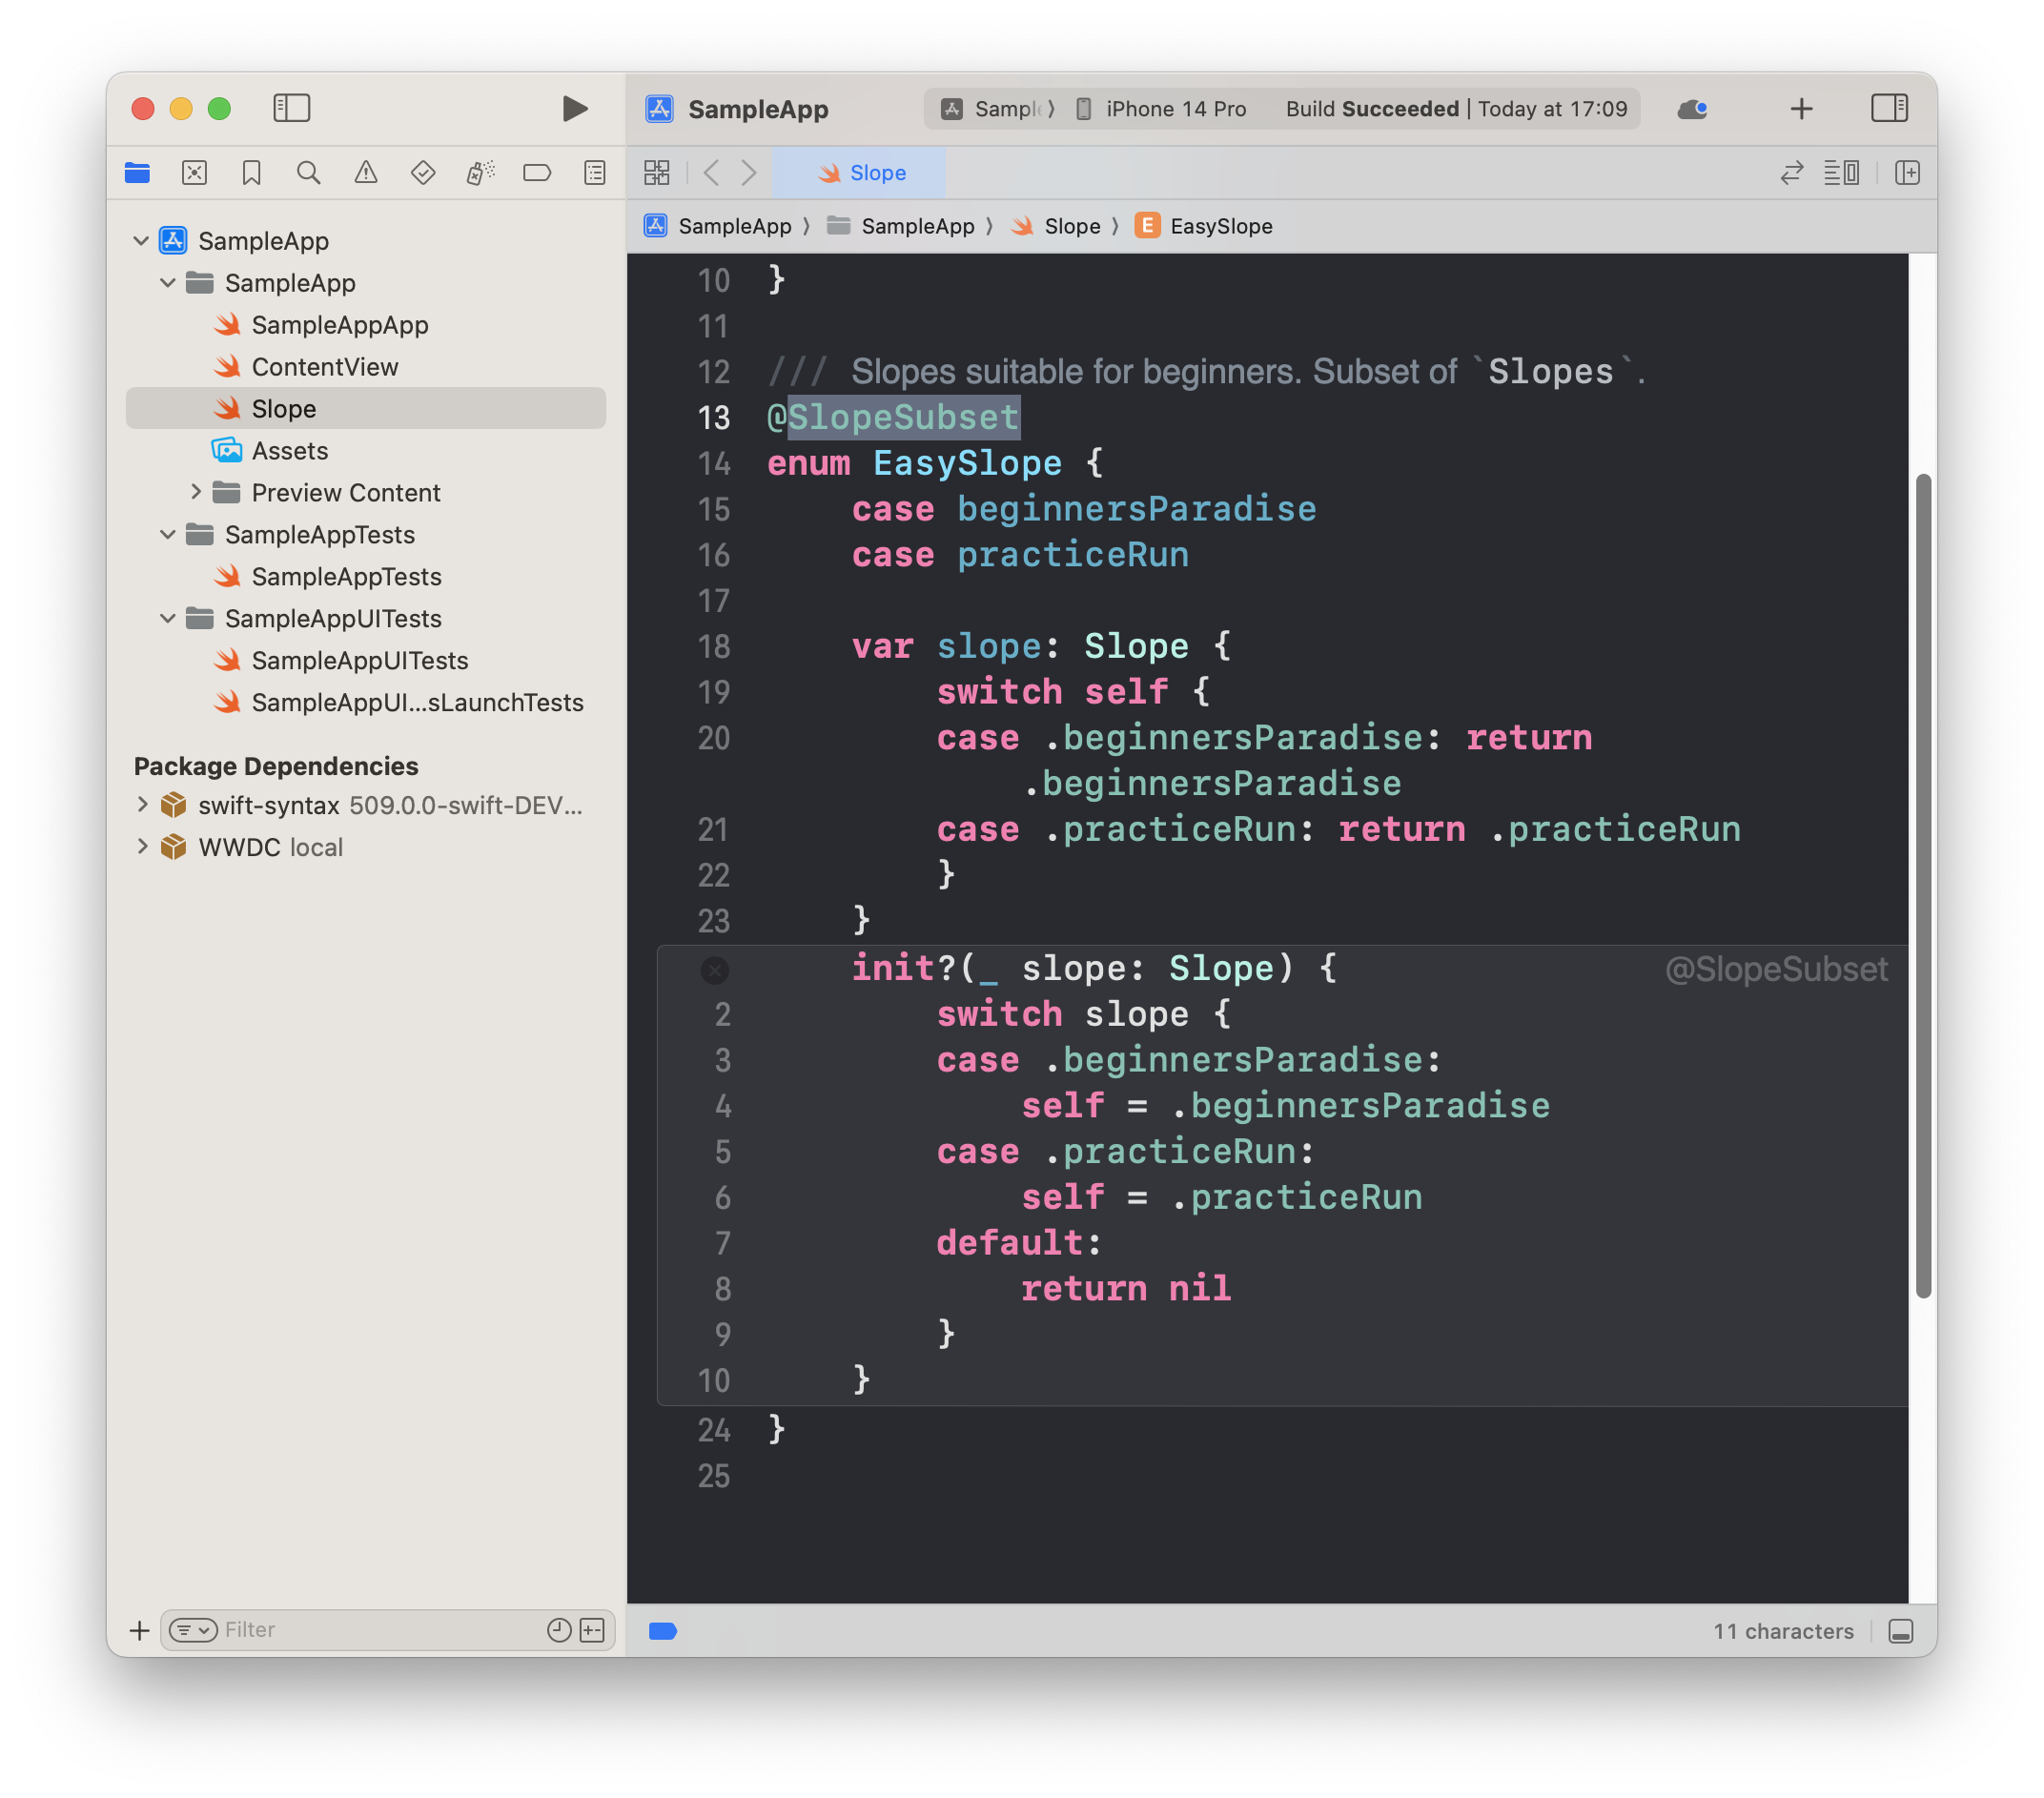 SampleApp
Sampl
iPhone 14 Pro
Build Succeeded | Today at 17:09
Slope
SampleApp ⟩ SampleApp ⟩ Slope ⟩ E EasySlope
SampleApp
SampleApp
SampleAppApp
ContentView
Slope
Assets
Preview Content
SampleAppTests
SampleAppTests
SampleAppUITests
SampleAppUITests
SampleAppUI...sLaunchTests
Package Dependencies
swift-syntax 509.0.0-swift-DEV...
WWDC local
Filter
10 }
11
12 /// Slopes suitable for beginners. Subset of `Slopes`.
13 @SlopeSubset
14 enum EasySlope {
15 case beginnersParadise
16 case practiceRun
17
18 var slope: Slope {
19 switch self {
20 case .beginnersParadise: return
.beginnersParadise
21 case .practiceRun: return .practiceRun
22 }
23 }
init?(_ slope: Slope) { @SlopeSubset
2 switch slope {
3 case .beginnersParadise:
4 self = .beginnersParadise
5 case .practiceRun:
6 self = .practiceRun
7 default:
8 return nil
9 }
10 }
24 }
25
11 characters